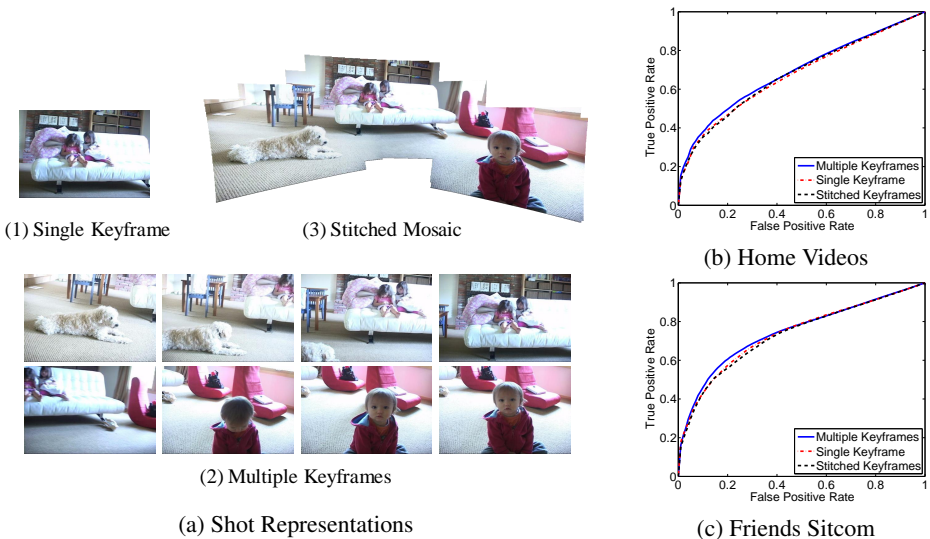 (1) Single Keyframe
(3) Stitched Mosaic
(2) Multiple Keyframes
(a) Shot Representations
1
0.8
0.6
0.4
0.2
0
0 0.2 0.4 0.6 0.8 1
True Positive Rate
False Positive Rate
Multiple Keyframes
Single Keyframe
Stitched Keyframes
(b) Home Videos
1
0.8
0.6
0.4
0.2
0
0 0.2 0.4 0.6 0.8 1
True Positive Rate
False Positive Rate
Multiple Keyframes
Single Keyframe
Stitched Keyframes
(c) Friends Sitcom